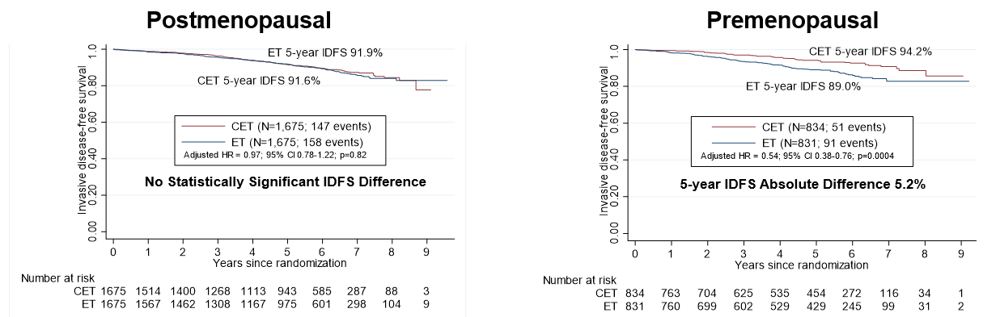 Postmenopausal
ET 5-year IDFS 91.9%
CET 5-year IDFS 91.6%
CET (N=1,675; 147 events)
ET (N=1,675; 158 events)
Adjusted HR = 0.97; 95% CI 0.78-1.22; p=0.82
No Statistically Significant IDFS Difference
Invasive disease-free survival
1.0
0.80
0.60
0.40
0.20
0.00
0 1 2 3 4 5 6 7 8 9
Years since randomization
Number at risk
CET 1675 1514 1400 1268 1113 943 585 287 88 3
ET 1675 1567 1462 1308 1167 975 601 298 104 9
Premenopausal
CET 5-year IDFS 94.2%
ET 5-year IDFS 89.0%
CET (N=834; 51 events)
ET (N=831; 91 events)
Adjusted HR = 0.54; 95% CI 0.38-0.76; p=0.0004
5-year IDFS Absolute Difference 5.2%
Invasive disease-free survival
1.0
0.80
0.60
0.40
0.20
0.00
0 1 2 3 4 5 6 7 8 9
Years since randomization
Number at risk
CET 834 763 704 625 535 454 272 116 34 1
ET 831 760 699 602 529 429 245 99 31 2